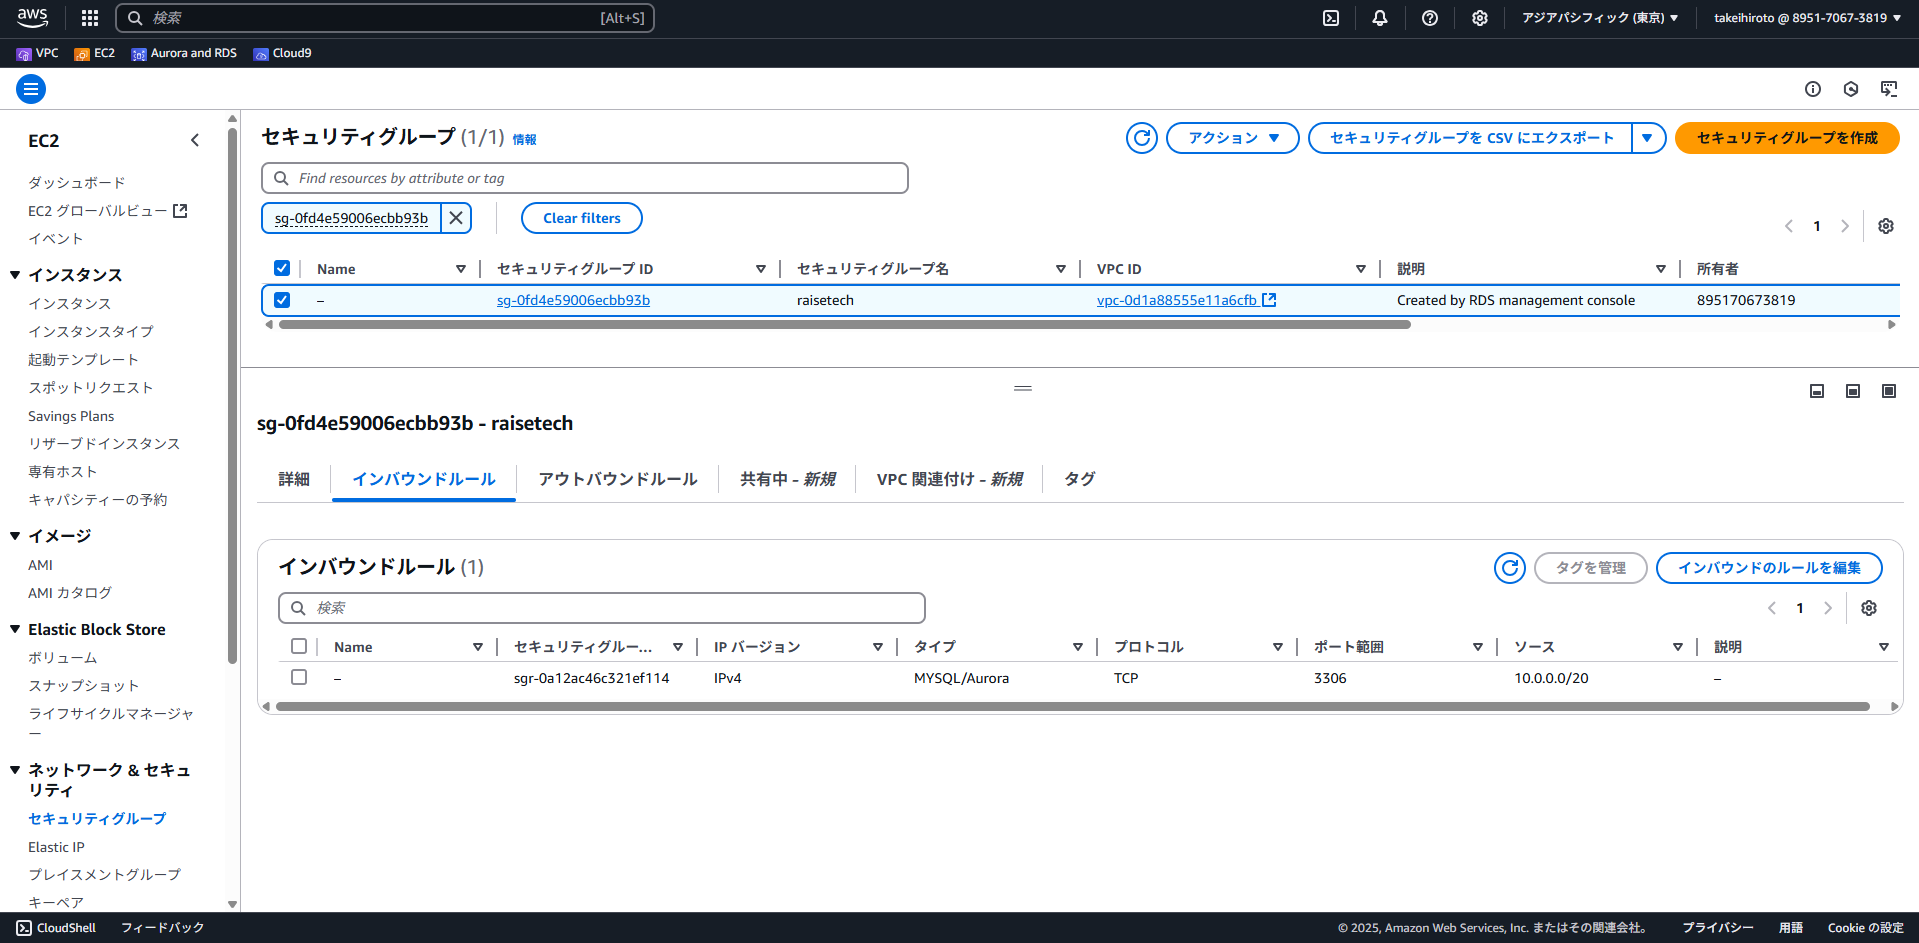 aws 検索 [Alt+S] アジアパシフィック (東京) takeihiroto @ 8951-7067-3819
VPC EC2 Aurora and RDS Cloud9
EC2
ダッシュボード
EC2 グローバルビュー
イベント
インスタンス
インスタンス
インスタンスタイプ
起動テンプレート
スポットリクエスト
Savings Plans
リザーブドインスタンス
専有ホスト
キャパシティーの予約
イメージ
AMI
AMI カタログ
Elastic Block Store
ボリューム
スナップショット
ライフサイクルマネージャ
ー
ネットワーク & セキュ
リティ
セキュリティグループ
Elastic IP
プレイスメントグループ
キーペア
セキュリティグループ (1/1) 情報 アクション セキュリティグループを CSV にエクスポート セキュリティグループを作成
Find resources by attribute or tag
sg-0fd4e59006ecbb93b Clear filters
1
Name セキュリティグループ ID セキュリティグループ名 VPC ID 説明 所有者
– sg-0fd4e59006ecbb93b raisetech vpc-0d1a88555e11a6cfb Created by RDS management console 895170673819
sg-0fd4e59006ecbb93b - raisetech
詳細 インバウンドルール アウトバウンドルール 共有中 – 新規 VPC 関連付け – 新規 タグ
インバウンドルール (1) タグを管理 インバウンドのルールを編集
検索 1
Name セキュリティグルー... IP バージョン タイプ プロトコル ポート範囲 ソース 説明
– sgr-0a12ac46c321ef114 IPv4 MYSQL/Aurora TCP 3306 10.0.0.0/20 –
CloudShell フィードバック © 2025, Amazon Web Services, Inc. またはその関連会社。 プライバシー 用語 Cookie の設定